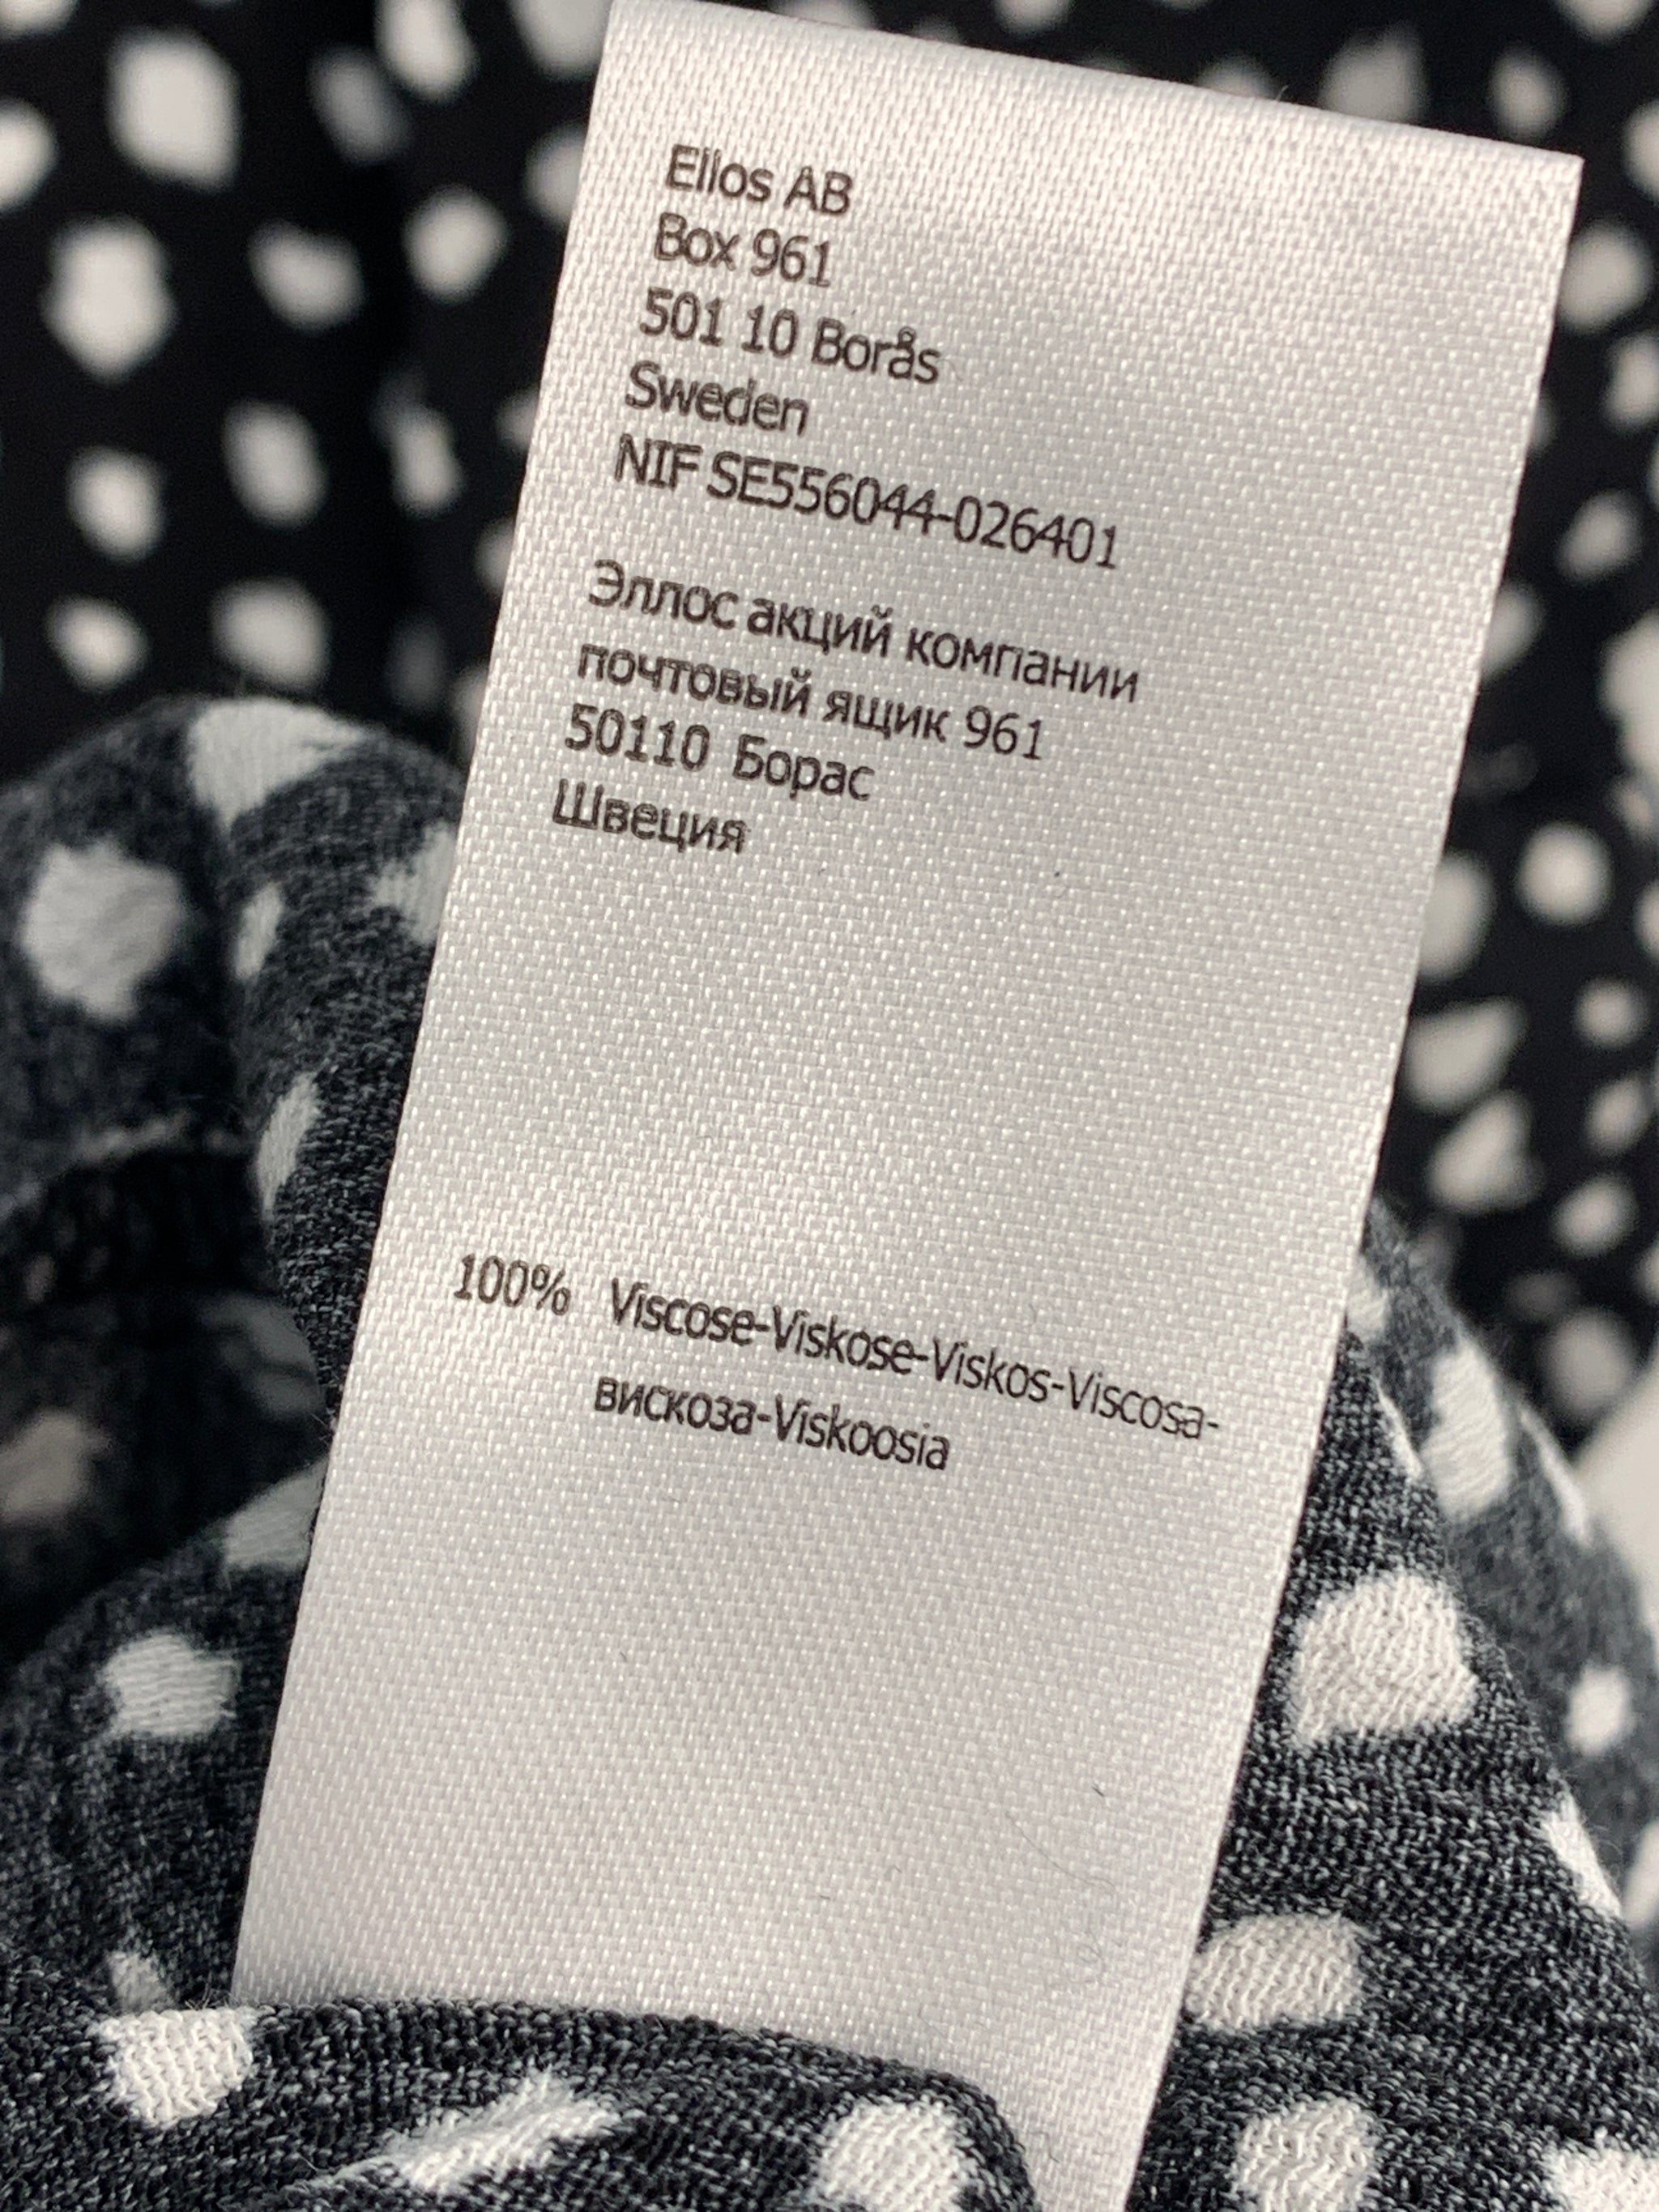 Ellos AB
Box 961
501 10 Borås
Sweden
NIF SE556044-026401
Эллос акций компании
почтовый ящик 961
50110 Борас
Швеция
100% Viscose-Viskose-Viskos-Viscosa-
вискоза-Viskoosia